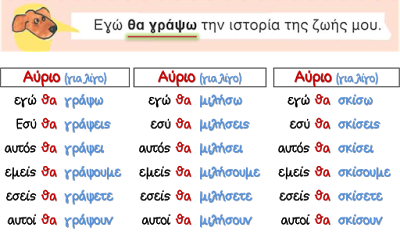 Εγώ θα γράψω την ιστορία της ζωής μου.
Αύριο (για λίγο) Αύριο (για λίγο) Αύριο (για λίγο)
εγώ θα γράψω εγώ θα μιλήσω εγώ θα σκίσω
Εσύ θα γράψεις εσύ θα μιλήσεις εσύ θα σκίσεις
αυτός θα γράψει αυτός θα μιλήσει αυτός θα σκίσει
εμείς θα γράψουμε εμείς θα μιλήσουμε εμείς θα σκίσουμε
εσείς θα γράψετε εσείς θα μιλήσετε εσείς θα σκίσετε
αυτοί θα γράψουν αυτοί θα μιλήσουν αυτοί θα σκίσουν